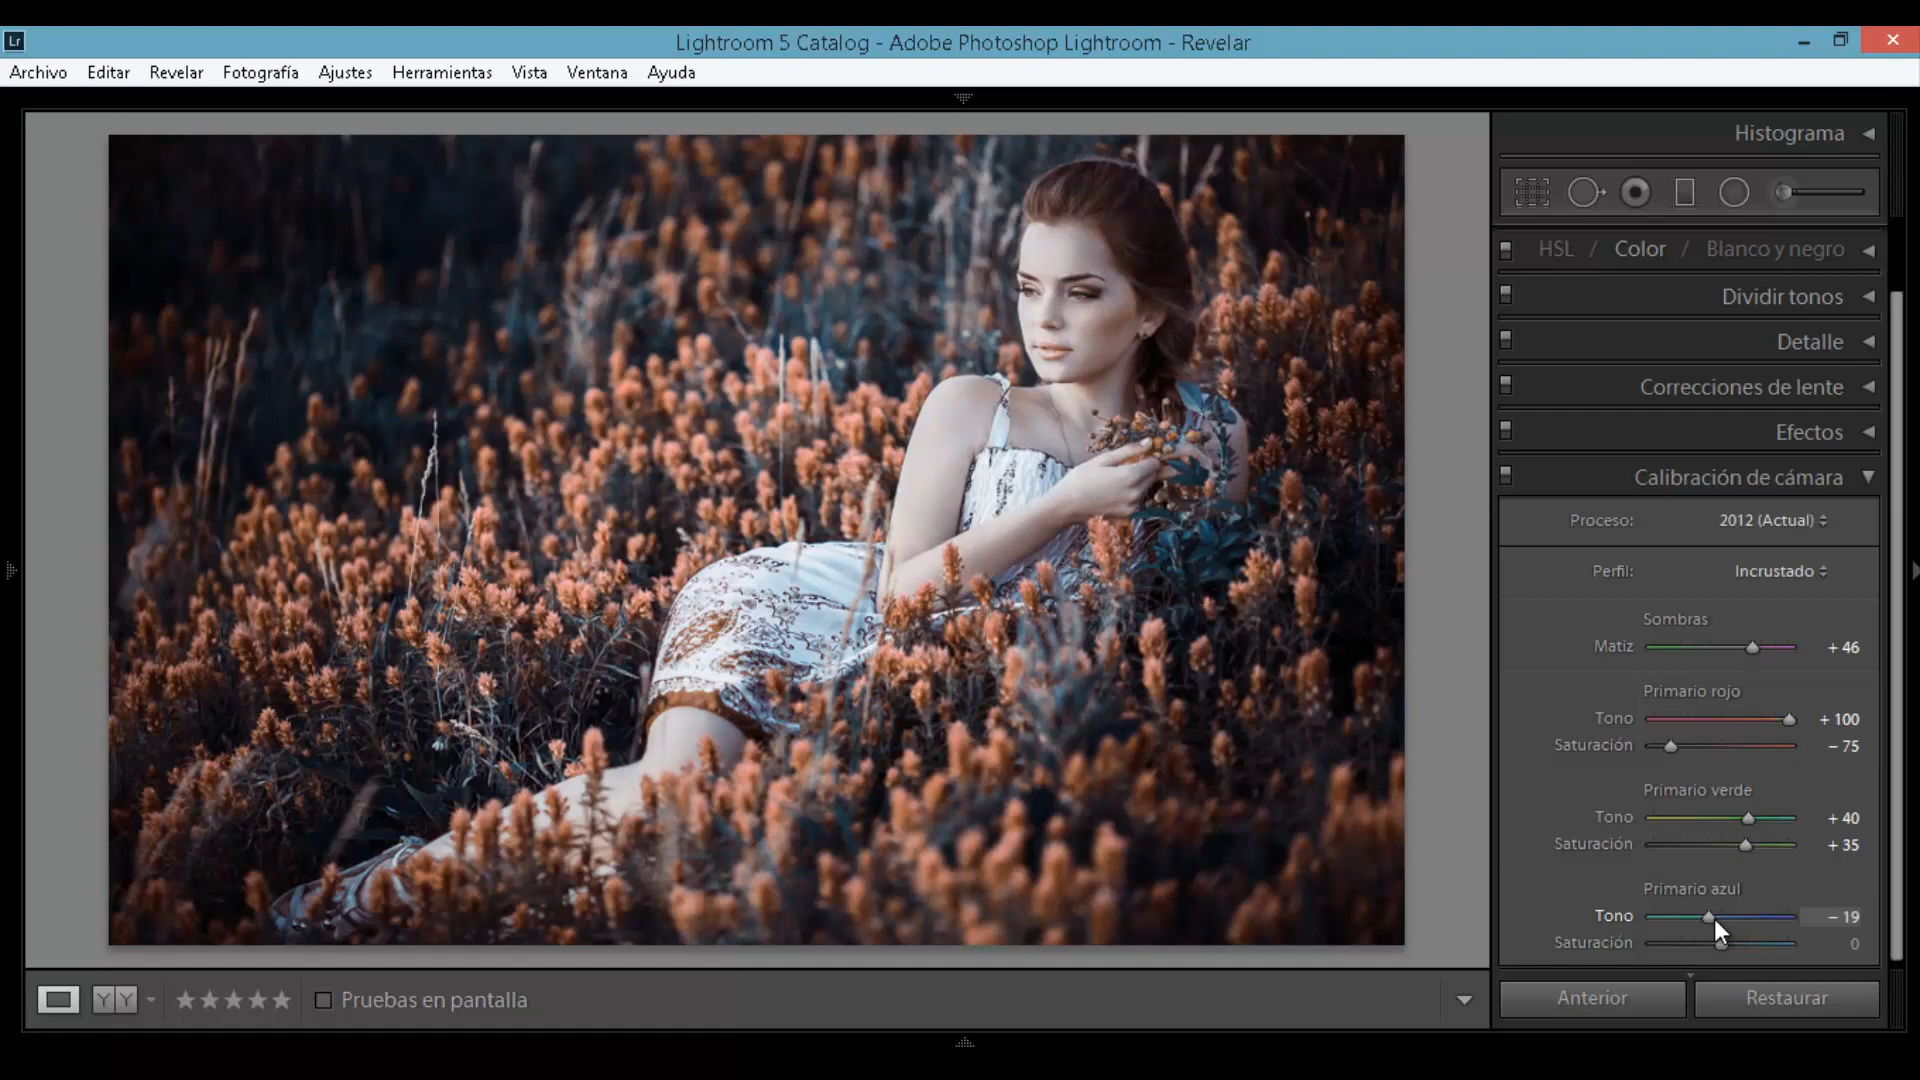 Lr
Lightroom 5 Catalog - Adobe Photoshop Lightroom - Revelar
Archivo Editar Revelar Fotografía Ajustes Herramientas Vista Ventana Ayuda
Histograma
HSL / Color / Blanco y negro
Dividir tonos
Detalle
Correcciones de lente
Efectos
Calibración de cámara
Proceso: 2012 (Actual)
Perfil: Incrustado
Sombras
Matiz + 46
Primario rojo
Tono + 100
Saturación - 75
Primario verde
Tono + 40
Saturación + 35
Primario azul
Tono - 19
Saturación 0
YY Pruebas en pantalla
Anterior Restaurar